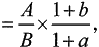 = A/B × 1 + b/1 + a,